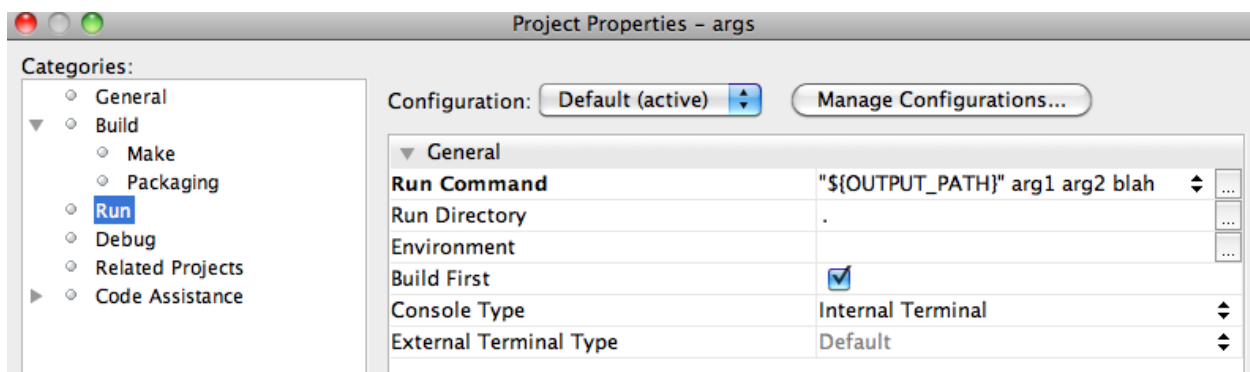 Project Properties – args
Categories:
General
Build
Make
Packaging
Run
Debug
Related Projects
Code Assistance
Configuration: Default (active) Manage Configurations...
General
Run Command "${OUTPUT_PATH}" arg1 arg2 blah ...
Run Directory . ...
Environment ...
Build First
Console Type Internal Terminal
External Terminal Type Default